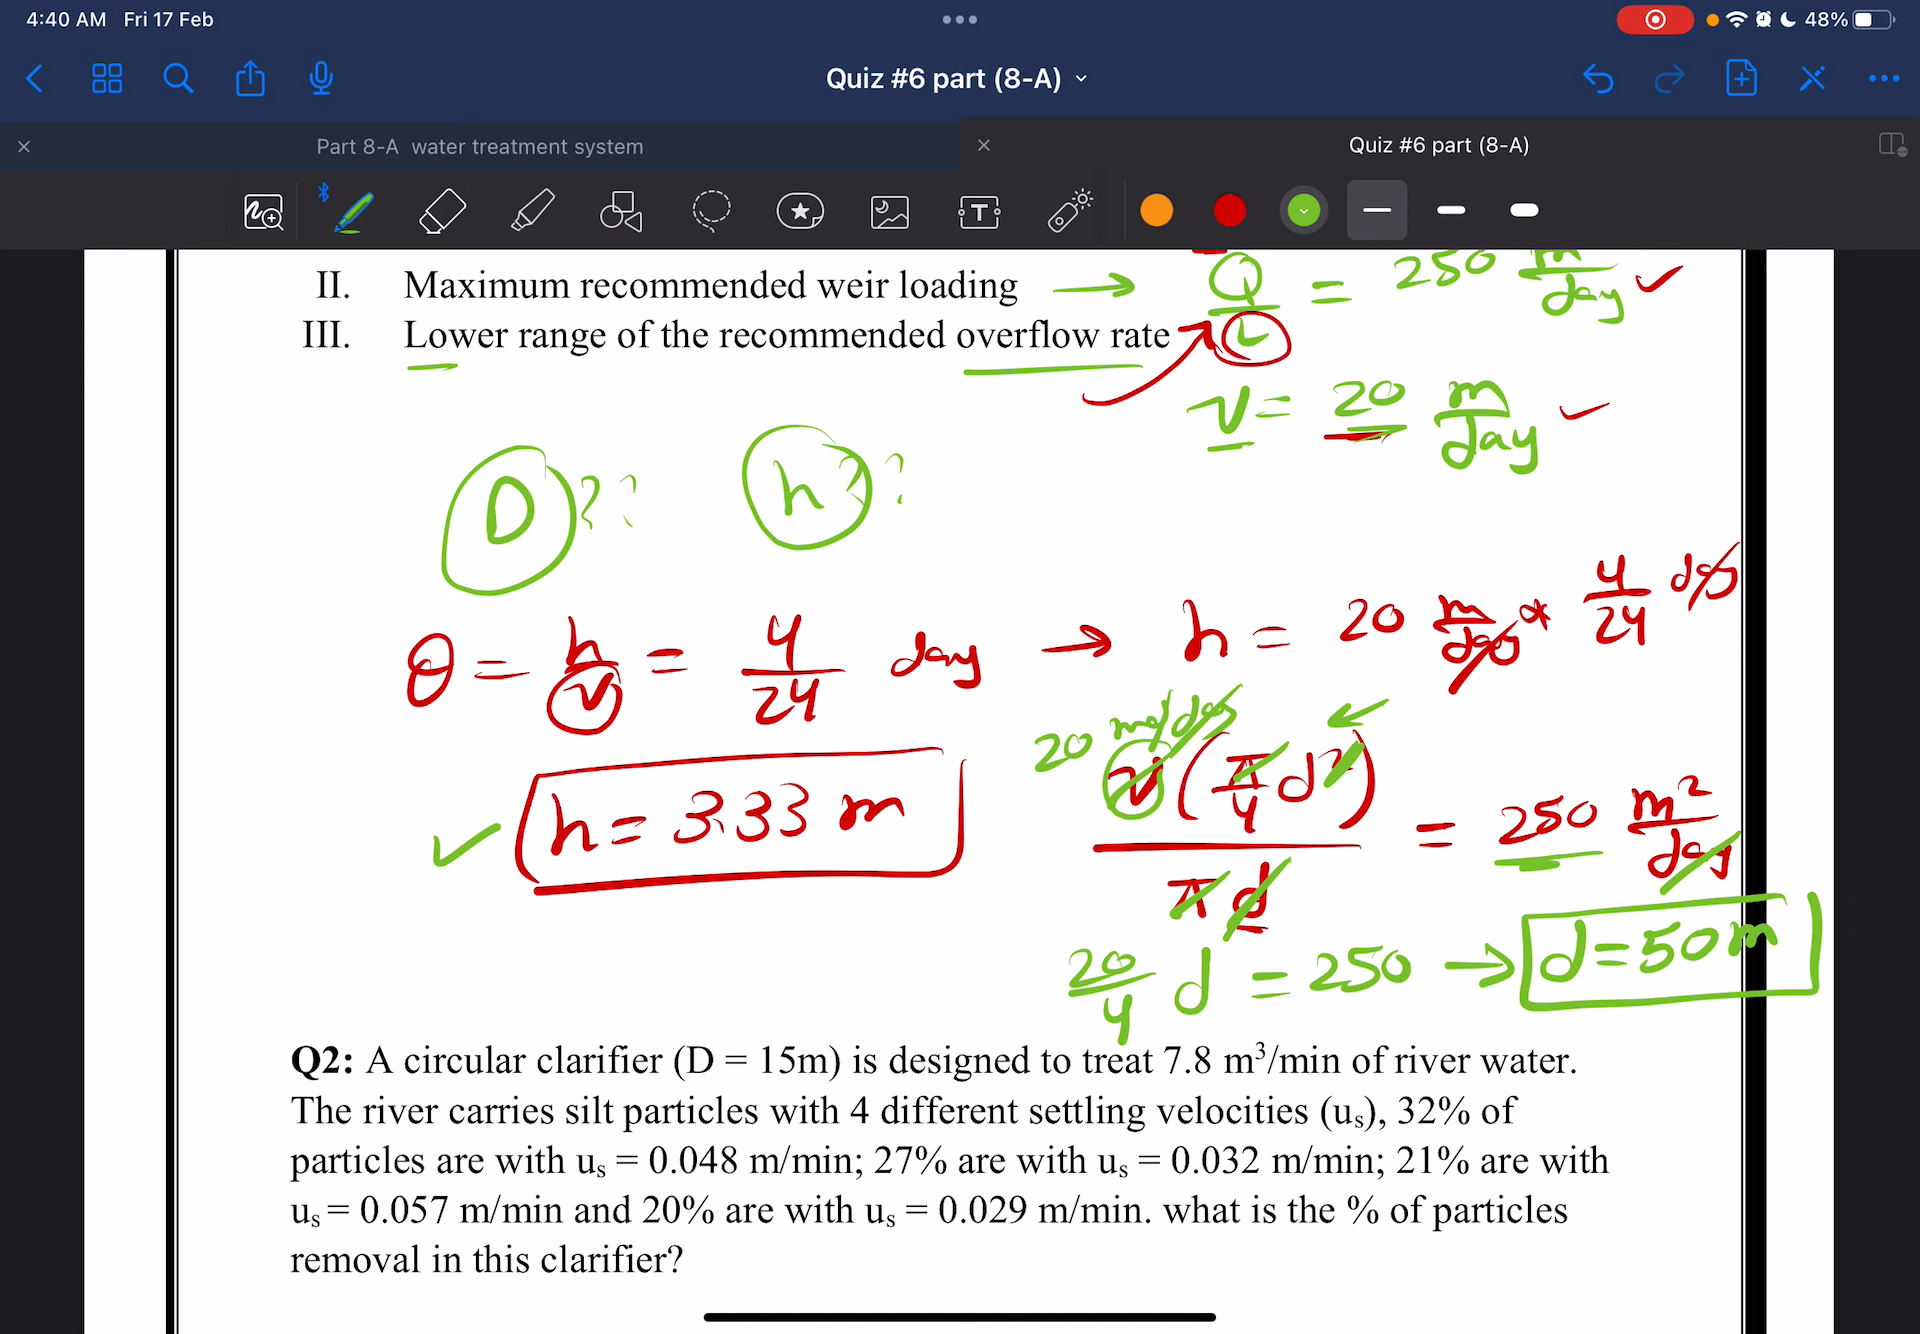 4:40 AM Fri 17 Feb
48%
Quiz #6 part (8-A)
Part 8-A water treatment system
Quiz #6 part (8-A)
T
II. Maximum recommended weir loading → Q/L = 250 m²/day ✓
III. Lower range of the recommended overflow rate
v = 20 m/day ✓
D ?? h ??
θ = h/v = 4/24 day → h = 20 m/day * 4/24 day
20 m/day
h = 3.33 m
v(π/4 d²)/πd = 250 m²/day
20/4 d = 250 → d = 50 m
Q2: A circular clarifier (D = 15m) is designed to treat 7.8 m³/min of river water.
The river carries silt particles with 4 different settling velocities (uₛ), 32% of
particles are with uₛ = 0.048 m/min; 27% are with uₛ = 0.032 m/min; 21% are with
uₛ = 0.057 m/min and 20% are with uₛ = 0.029 m/min. what is the % of particles
removal in this clarifier?